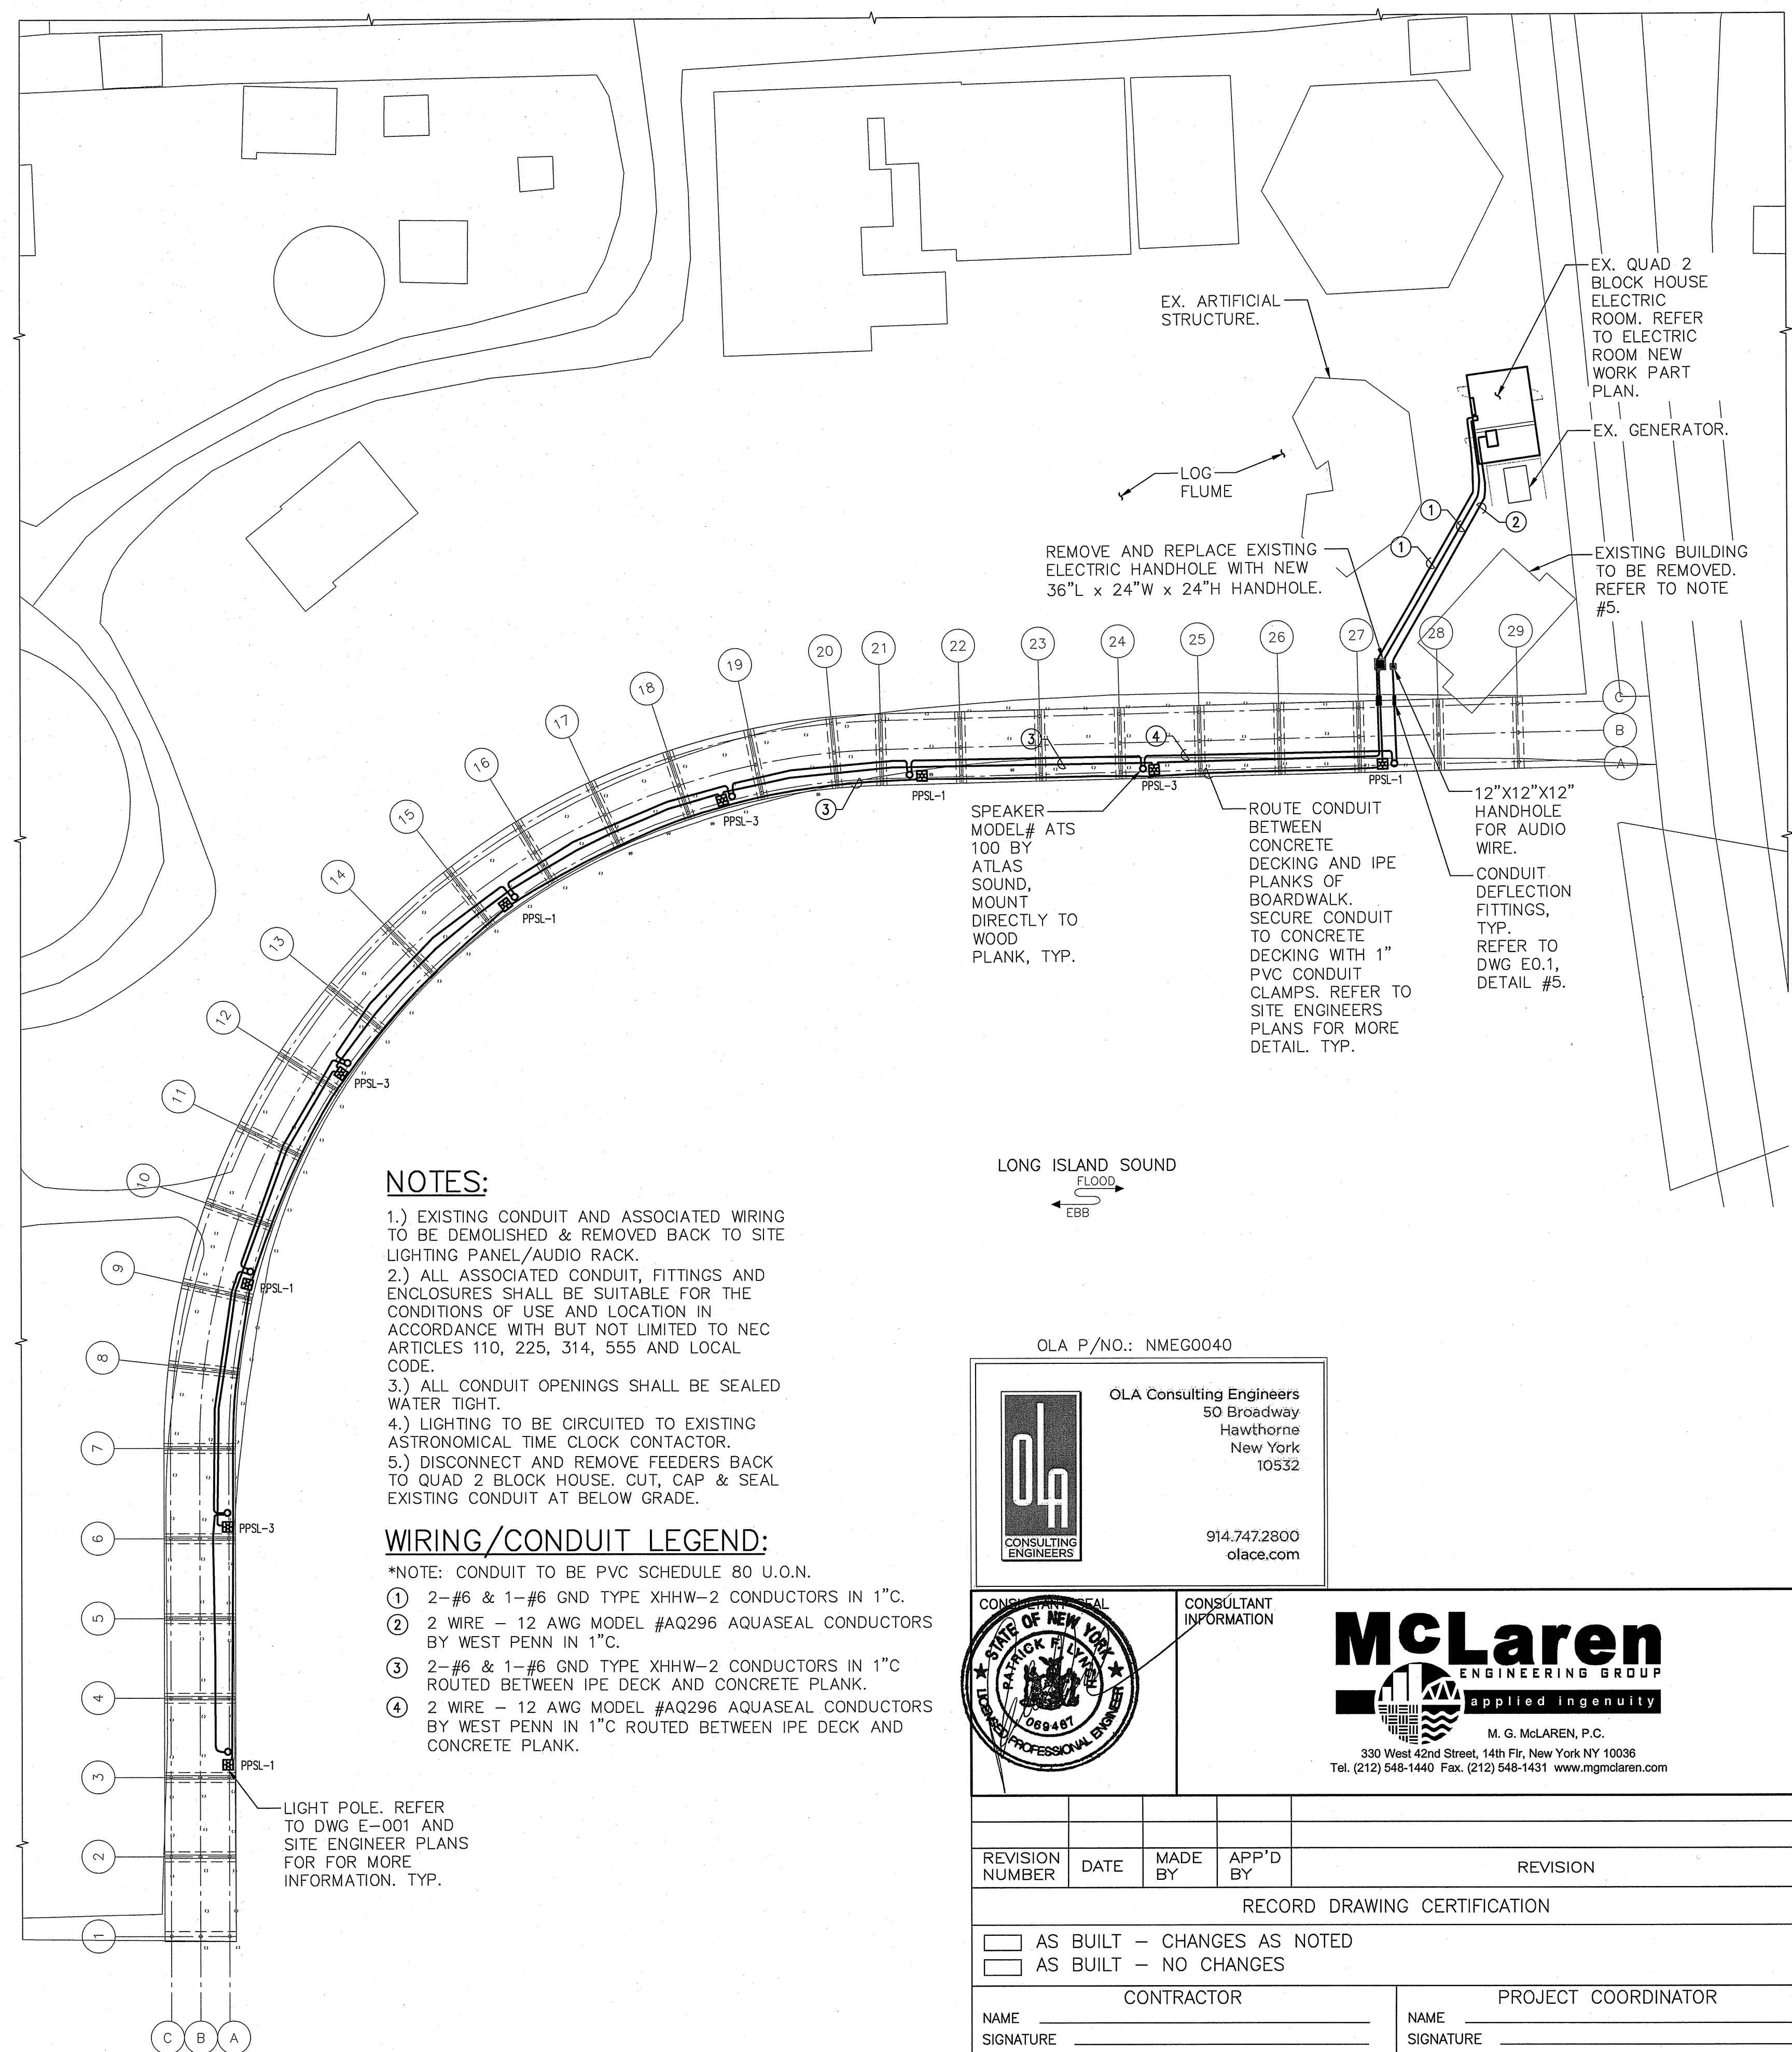 EX. QUAD 2
BLOCK HOUSE
ELECTRIC
ROOM. REFER
TO ELECTRIC
ROOM NEW
WORK PART
PLAN.
EX. ARTIFICIAL
STRUCTURE.
EX. GENERATOR.
LOG
FLUME
1
2
1
REMOVE AND REPLACE EXISTING
ELECTRIC HANDHOLE WITH NEW
36"L x 24"W x 24"H HANDHOLE.
EXISTING BUILDING
TO BE REMOVED.
REFER TO NOTE
#5.
29
28
27
26
25
24
23
22
21
20
19
18
17
16
15
14
13
12
11
10
9
8
7
6
5
4
3
2
1
C
B
A
3
4
3
PPSL-1
PPSL-3
PPSL-1
PPSL-3
PPSL-1
PPSL-3
PPSL-1
PPSL-3
PPSL-1
SPEAKER
MODEL# ATS
100 BY
ATLAS
SOUND,
MOUNT
DIRECTLY TO
WOOD
PLANK, TYP.
ROUTE CONDUIT
BETWEEN
CONCRETE
DECKING AND IPE
PLANKS OF
BOARDWALK.
SECURE CONDUIT
TO CONCRETE
DECKING WITH 1"
PVC CONDUIT
CLAMPS. REFER TO
SITE ENGINEERS
PLANS FOR MORE
DETAIL. TYP.
12"X12"X12"
HANDHOLE
FOR AUDIO
WIRE.
CONDUIT
DEFLECTION
FITTINGS,
TYP.
REFER TO
DWG E0.1,
DETAIL #5.
LONG ISLAND SOUND
FLOOD
EBB
NOTES:
1.) EXISTING CONDUIT AND ASSOCIATED WIRING
TO BE DEMOLISHED & REMOVED BACK TO SITE
LIGHTING PANEL/AUDIO RACK.
2.) ALL ASSOCIATED CONDUIT, FITTINGS AND
ENCLOSURES SHALL BE SUITABLE FOR THE
CONDITIONS OF USE AND LOCATION IN
ACCORDANCE WITH BUT NOT LIMITED TO NEC
ARTICLES 110, 225, 314, 555 AND LOCAL
CODE.
3.) ALL CONDUIT OPENINGS SHALL BE SEALED
WATER TIGHT.
4.) LIGHTING TO BE CIRCUITED TO EXISTING
ASTRONOMICAL TIME CLOCK CONTACTOR.
5.) DISCONNECT AND REMOVE FEEDERS BACK
TO QUAD 2 BLOCK HOUSE. CUT, CAP & SEAL
EXISTING CONDUIT AT BELOW GRADE.
WIRING/CONDUIT LEGEND:
*NOTE: CONDUIT TO BE PVC SCHEDULE 80 U.O.N.
1 2-#6 & 1-#6 GND TYPE XHHW-2 CONDUCTORS IN 1"C.
2 2 WIRE - 12 AWG MODEL #AQ296 AQUASEAL CONDUCTORS
BY WEST PENN IN 1"C.
3 2-#6 & 1-#6 GND TYPE XHHW-2 CONDUCTORS IN 1"C
ROUTED BETWEEN IPE DECK AND CONCRETE PLANK.
4 2 WIRE - 12 AWG MODEL #AQ296 AQUASEAL CONDUCTORS
BY WEST PENN IN 1"C ROUTED BETWEEN IPE DECK AND
CONCRETE PLANK.
LIGHT POLE. REFER
TO DWG E-001 AND
SITE ENGINEER PLANS
FOR FOR MORE
INFORMATION. TYP.
C B A
OLA P/NO.: NMEG0040
OLA
CONSULTING
ENGINEERS
OLA Consulting Engineers
50 Broadway
Hawthorne
New York
10532
914.747.2800
olace.com
CONSULTANT SEAL
STATE OF NEW YORK
PATRICK F. LYNCH
069467
LICENSED PROFESSIONAL ENGINEER
CONSULTANT
INFORMATION
McLaren
ENGINEERING GROUP
applied ingenuity
M. G. McLAREN, P.C.
330 West 42nd Street, 14th Flr, New York NY 10036
Tel. (212) 548-1440 Fax. (212) 548-1431 www.mgmclaren.com
REVISION
NUMBER
DATE
MADE
BY
APP'D
BY
REVISION
RECORD DRAWING CERTIFICATION
AS BUILT - CHANGES AS NOTED
AS BUILT - NO CHANGES
CONTRACTOR
NAME
SIGNATURE
PROJECT COORDINATOR
NAME
SIGNATURE